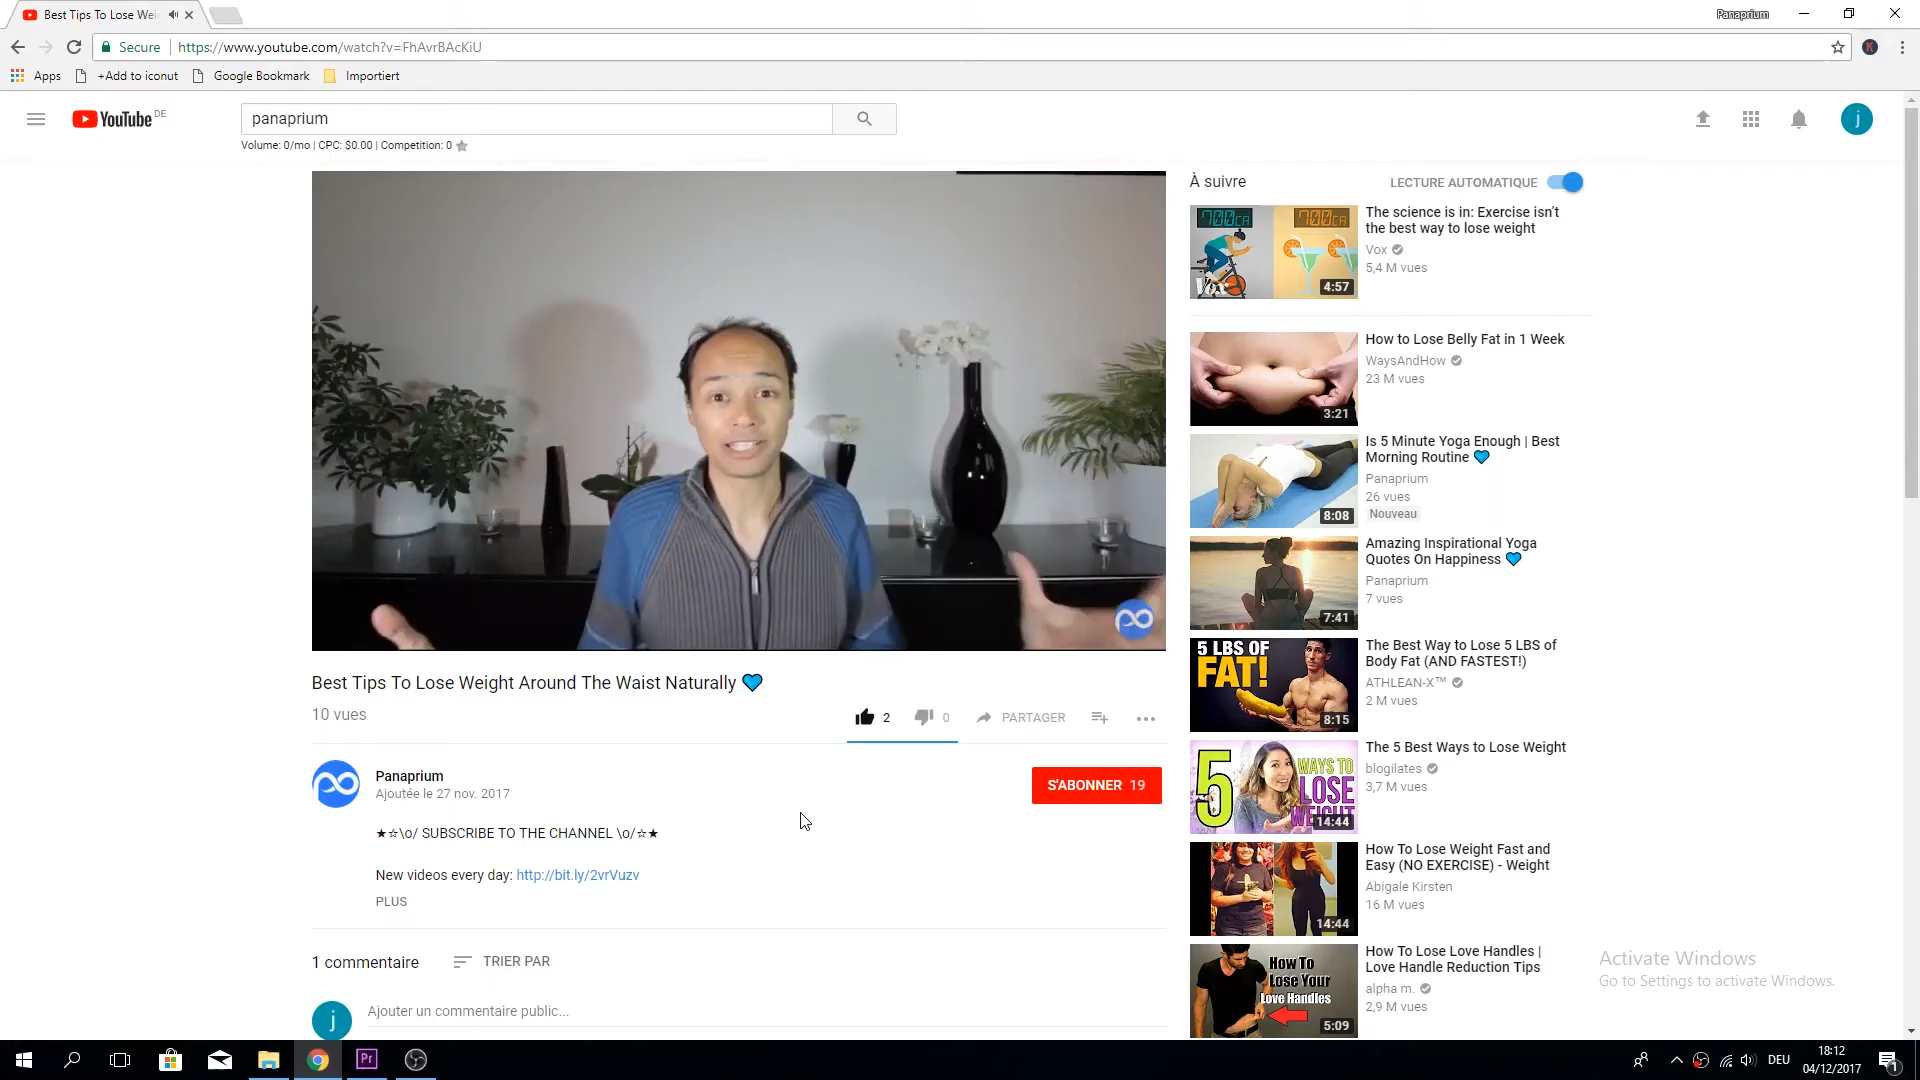 Best Tips To Lose Wei
Panaprium
Secure
https://www.youtube.com/watch?v=FhAvrBAcKiU
Apps
+Add to iconut
Google Bookmark
Importiert
YouTube DE
panaprium
Volume: 0/mo | CPC: $0.00 | Competition: 0
j
À suivre
LECTURE AUTOMATIQUE
700
700
Vox
4:57
The science is in: Exercise isn't
the best way to lose weight
Vox
5,4 M vues
3:21
How to Lose Belly Fat in 1 Week
WaysAndHow
23 M vues
8:08
Is 5 Minute Yoga Enough | Best
Morning Routine 💙
Panaprium
26 vues
Nouveau
7:41
Amazing Inspirational Yoga
Quotes On Happiness 💙
Panaprium
7 vues
5 LBS OF
FAT!
8:15
The Best Way to Lose 5 LBS of
Body Fat (AND FASTEST!)
ATHLEAN-X™
2 M vues
5 WAYS TO
LOSE
WEIGHT
14:44
The 5 Best Ways to Lose Weight
blogilates
3,7 M vues
14:44
How To Lose Weight Fast and
Easy (NO EXERCISE) - Weight
Abigale Kirsten
16 M vues
How To
Lose Your
Love Handles
5:09
How To Lose Love Handles |
Love Handle Reduction Tips
alpha m.
2,9 M vues
Best Tips To Lose Weight Around The Waist Naturally 💙
10 vues
2
0
PARTAGER
Panaprium
Ajoutée le 27 nov. 2017
S'ABONNER 19
★☆\o/ SUBSCRIBE TO THE CHANNEL \o/☆★
New videos every day: http://bit.ly/2vrVuzv
PLUS
1 commentaire
TRIER PAR
j
Ajouter un commentaire public...
Activate Windows
Go to Settings to activate Windows.
Pr
DEU
18:12
04/12/2017
1